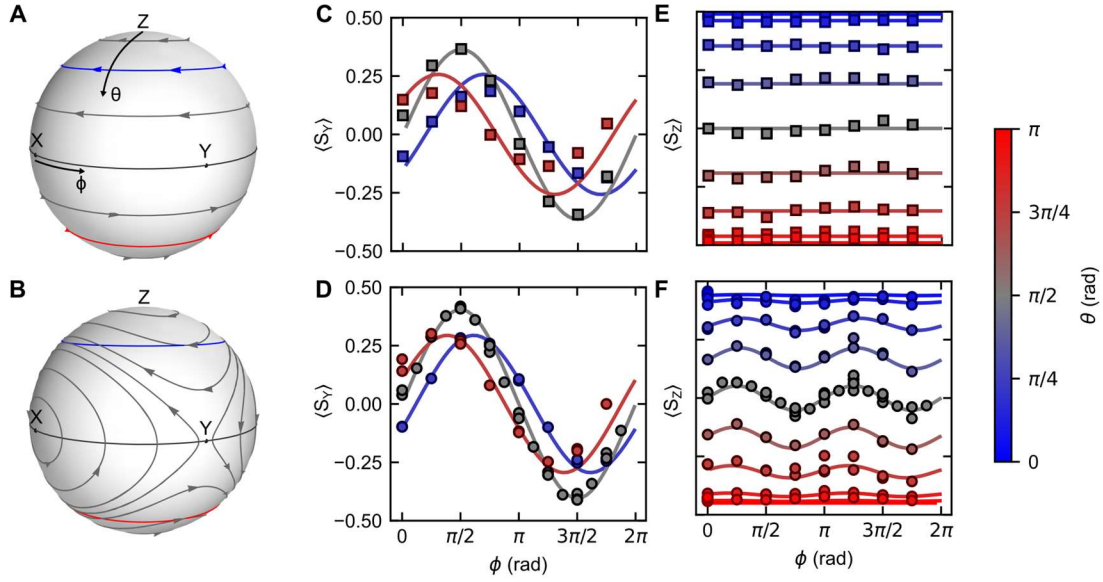 A
Z
θ
X
Y
ϕ
B
Z
X
Y
C
⟨S_Y⟩
0.50
0.25
0.00
−0.25
−0.50
ϕ (rad)
D
⟨S_Y⟩
0.50
0.25
0.00
−0.25
−0.50
0 π/2 π 3π/2 2π
ϕ (rad)
E
⟨S_Z⟩
F
⟨S_Z⟩
0 π/2 π 3π/2 2π
ϕ (rad)
π
3π/4
π/2
π/4
0
θ (rad)